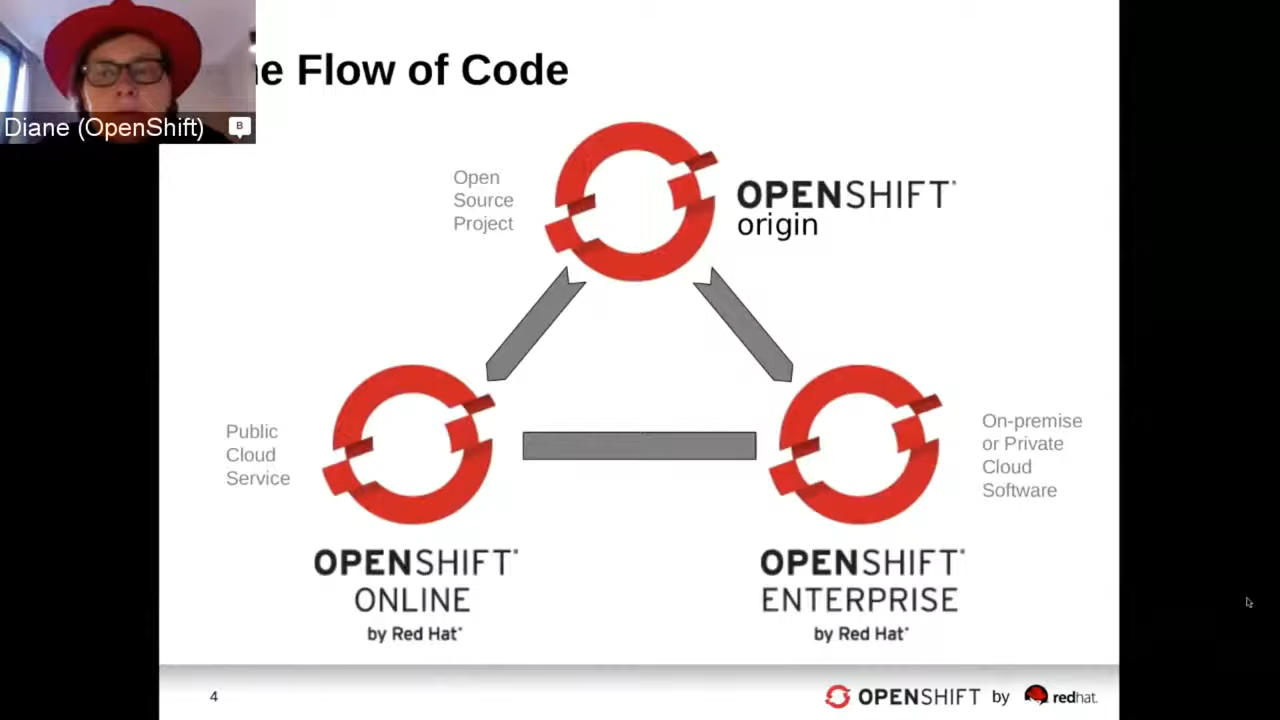 e Flow of Code
Diane (OpenShift)
B
Open
Source
Project
OPENSHIFT
origin
Public
Cloud
Service
On-premise
or Private
Cloud
Software
OPENSHIFT
ONLINE
by Red Hat
OPENSHIFT
ENTERPRISE
by Red Hat
4
OPENSHIFT by redhat.